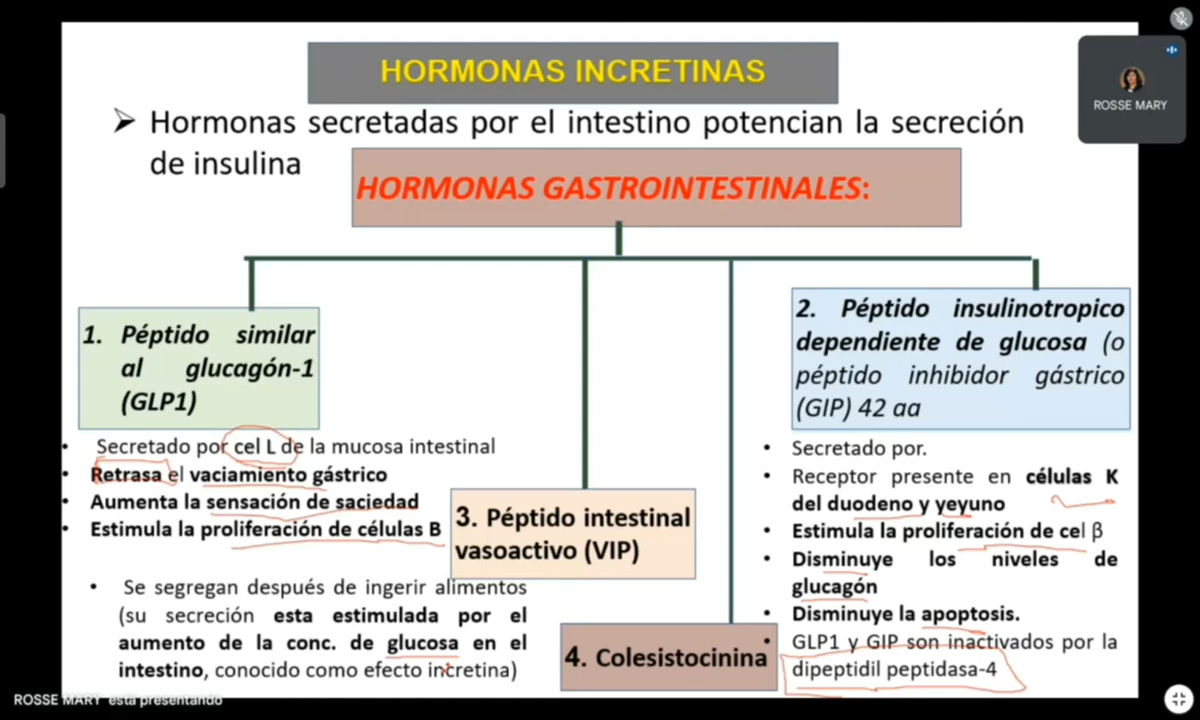 HORMONAS INCRETINAS
ROSSE MARY
➤ Hormonas secretadas por el intestino potencian la secreción
de insulina
HORMONAS GASTROINTESTINALES:
1. Péptido similar
al glucagón-1
(GLP1)
• Secretado por cel L de la mucosa intestinal
• Retrasa el vaciamiento gástrico
• Aumenta la sensación de saciedad
• Estimula la proliferación de células B
• Se segregan después de ingerir alimentos
(su secreción esta estimulada por el
aumento de la conc. de glucosa en el
intestino, conocido como efecto incretina)
3. Péptido intestinal
vasoactivo (VIP)
4. Colesistocinina
2. Péptido insulinotropico
dependiente de glucosa (o
péptido inhibidor gástrico
(GIP) 42 aa
• Secretado por.
• Receptor presente en células K
del duodeno y yeyuno
• Estimula la proliferación de cel β
• Disminuye los niveles de
glucagón
• Disminuye la apoptosis.
• GLP1 y GIP son inactivados por la
dipeptidil peptidasa-4
ROSSE MARY está presentando